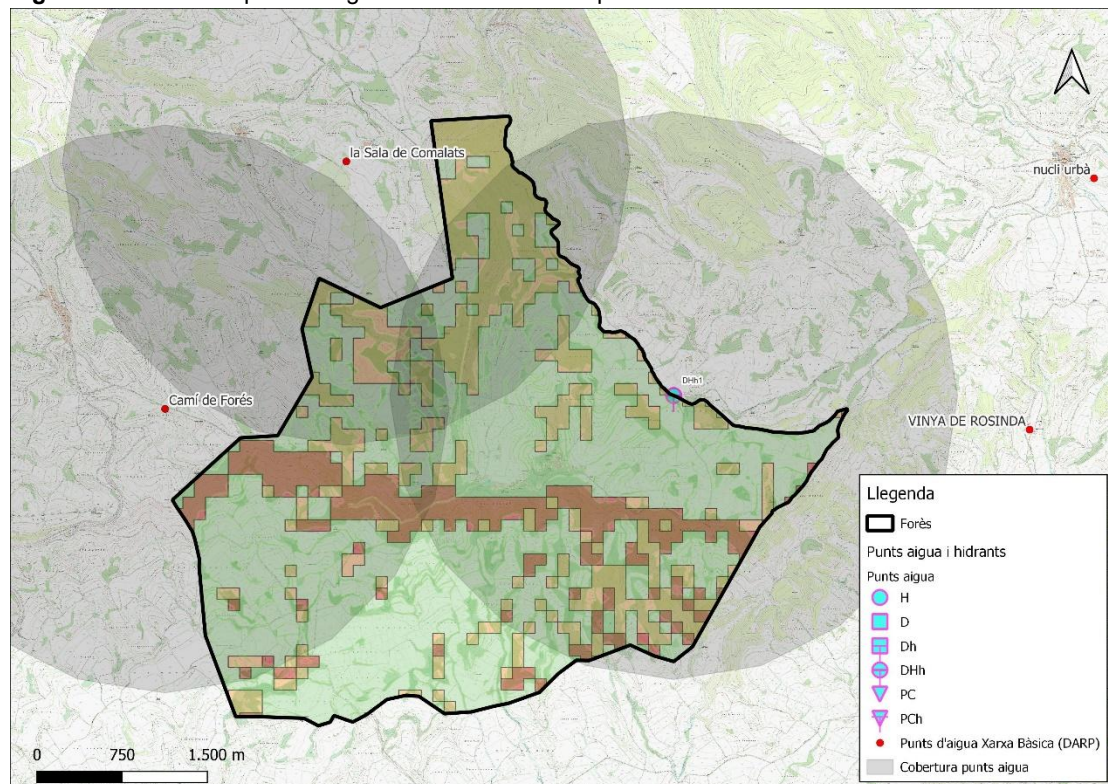 la Sala de Comalats
nucli urbà
DHh1
Camí de Forés
VINYA DE ROSINDA
Llegenda
Forès
Punts aigua i hidrants
Punts aigua
H
D
Dh
DHh
PC
PCh
Punts d'aigua Xarxa Bàsica (DARP)
Cobertura punts aigua
0 750 1.500 m